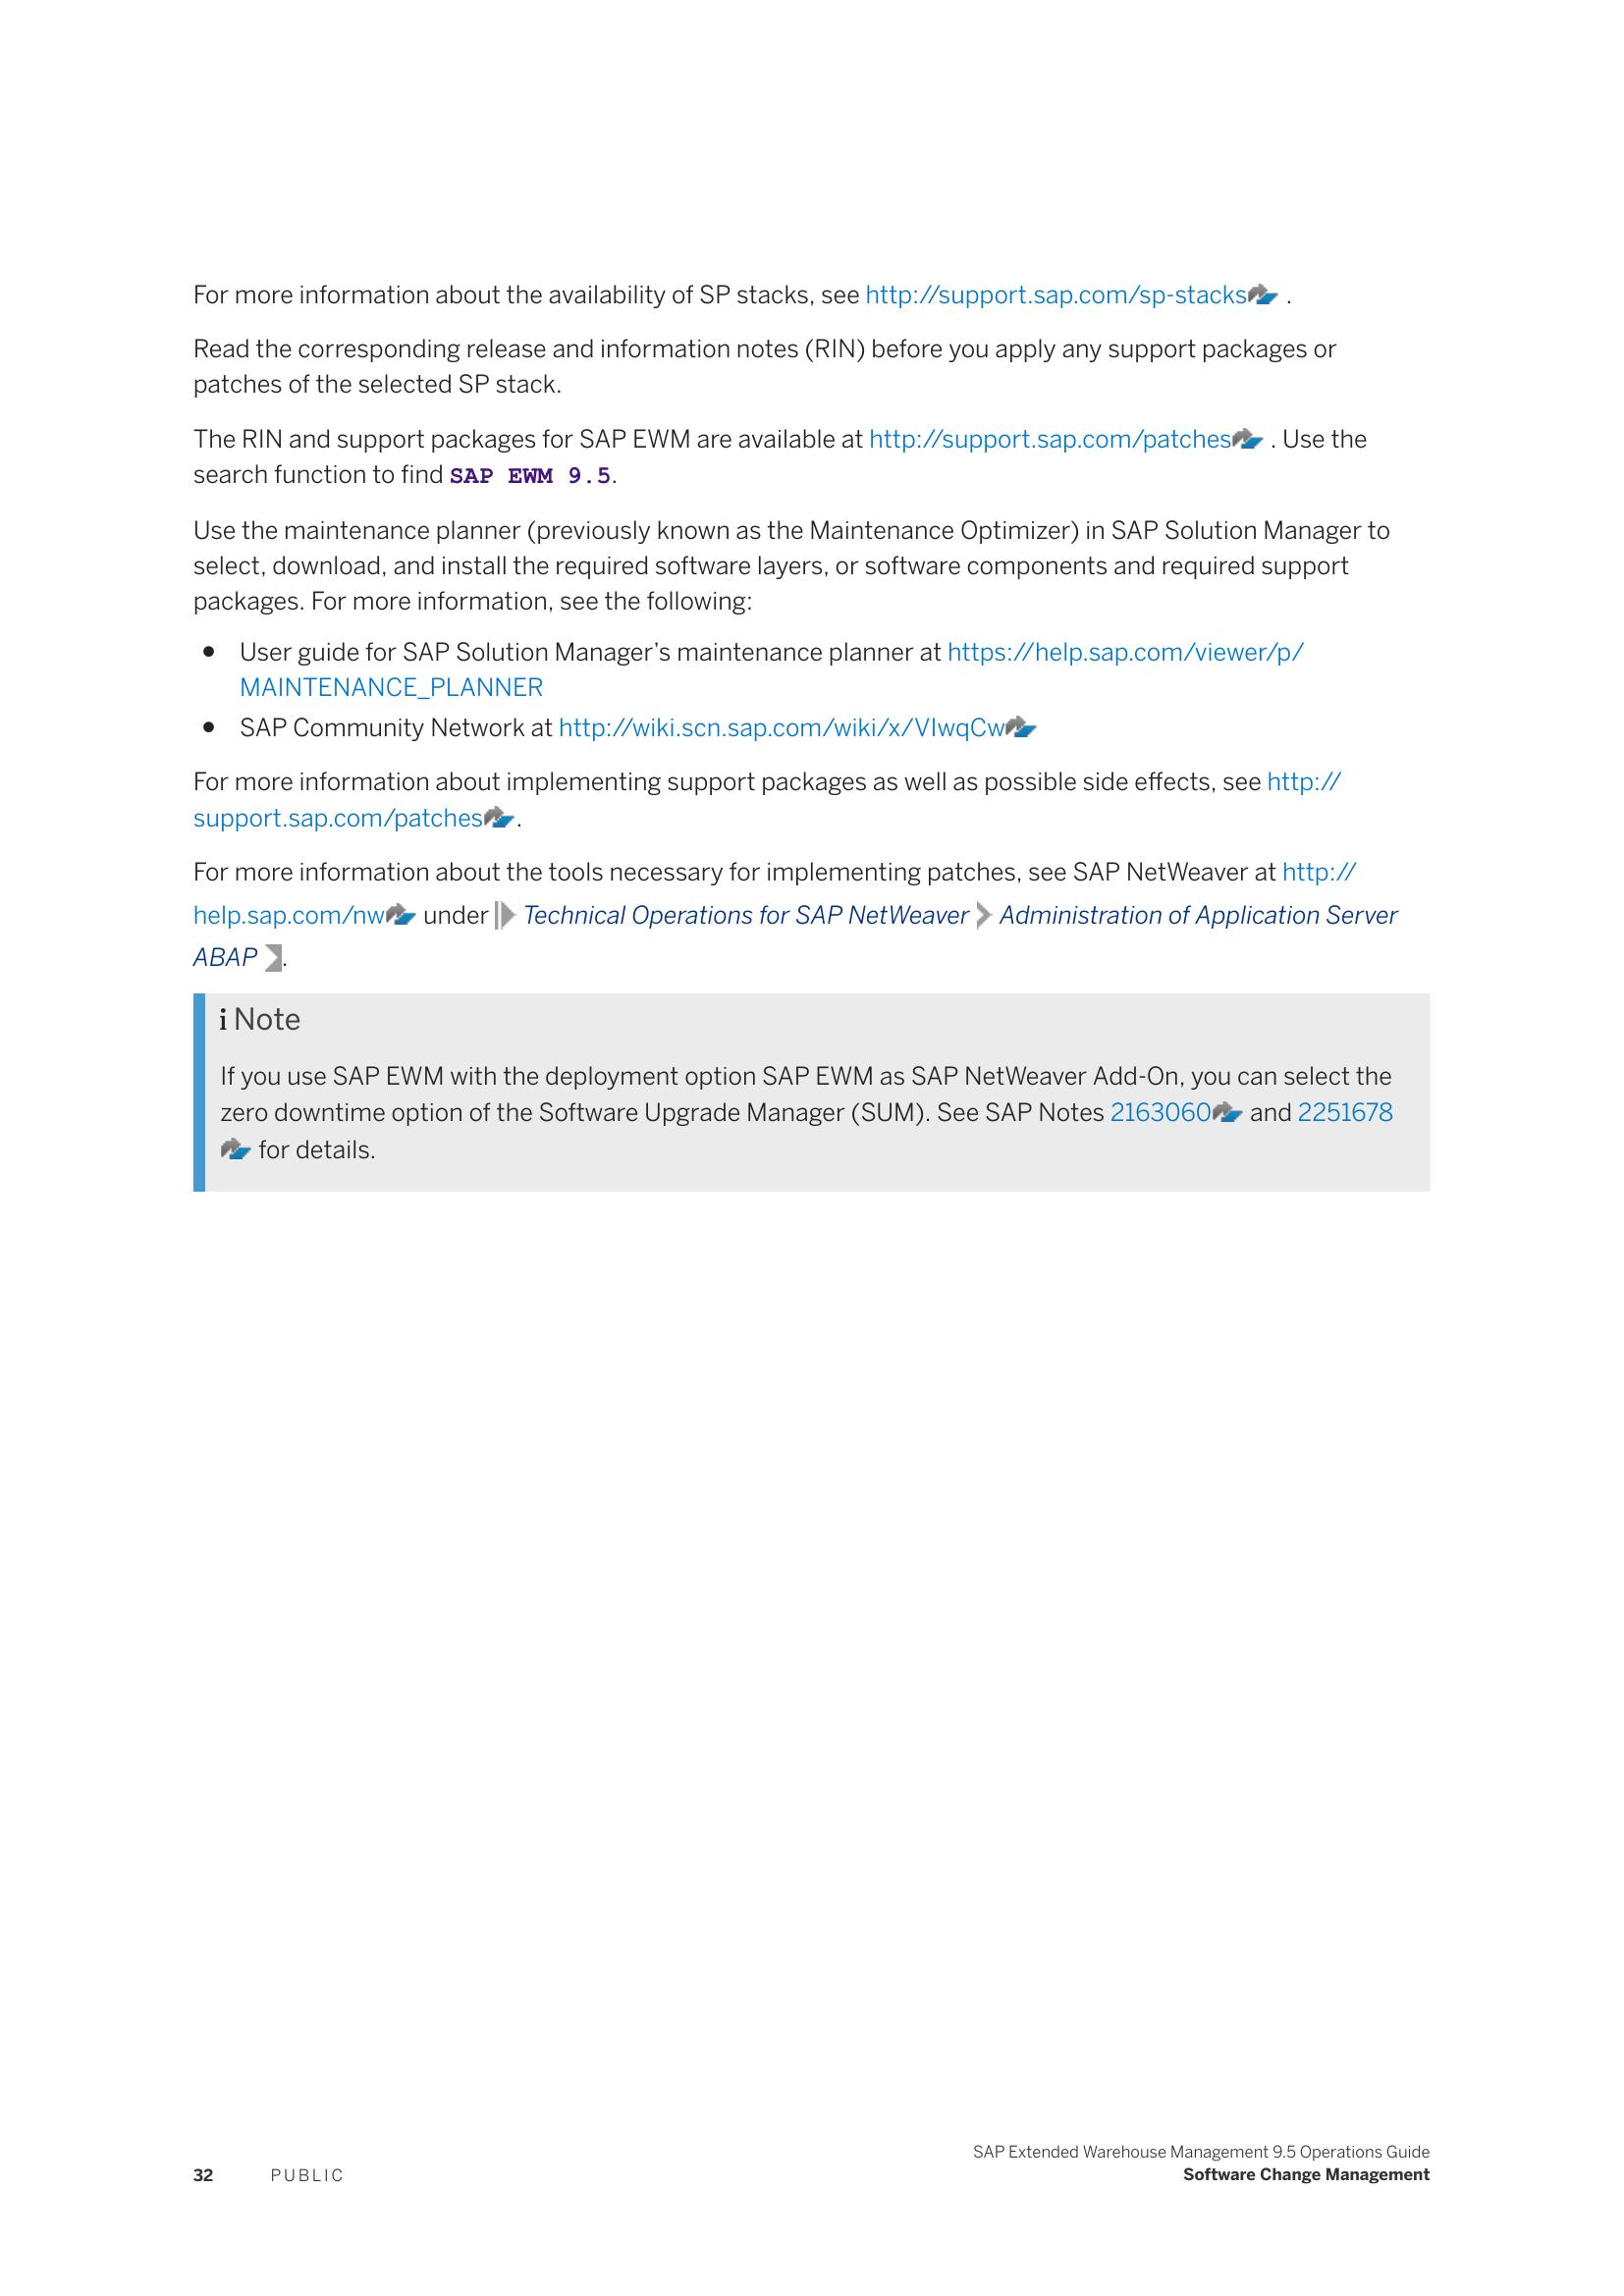 For more information about the availability of SP stacks, see http://support.sap.com/sp-stacks .
Read the corresponding release and information notes (RIN) before you apply any support packages or
patches of the selected SP stack.
The RIN and support packages for SAP EWM are available at http://support.sap.com/patches . Use the
search function to find SAP EWM 9.5.
Use the maintenance planner (previously known as the Maintenance Optimizer) in SAP Solution Manager to
select, download, and install the required software layers, or software components and required support
packages. For more information, see the following:
● User guide for SAP Solution Manager’s maintenance planner at https://help.sap.com/viewer/p/
MAINTENANCE_PLANNER
● SAP Community Network at http://wiki.scn.sap.com/wiki/x/VIwqCw
For more information about implementing support packages as well as possible side effects, see http://
support.sap.com/patches .
For more information about the tools necessary for implementing patches, see SAP NetWeaver at http://
help.sap.com/nw under Technical Operations for SAP NetWeaver Administration of Application Server
ABAP .
i Note
If you use SAP EWM with the deployment option SAP EWM as SAP NetWeaver Add-On, you can select the
zero downtime option of the Software Upgrade Manager (SUM). See SAP Notes 2163060 and 2251678
for details.
SAP Extended Warehouse Management 9.5 Operations Guide
32 PUBLIC Software Change Management